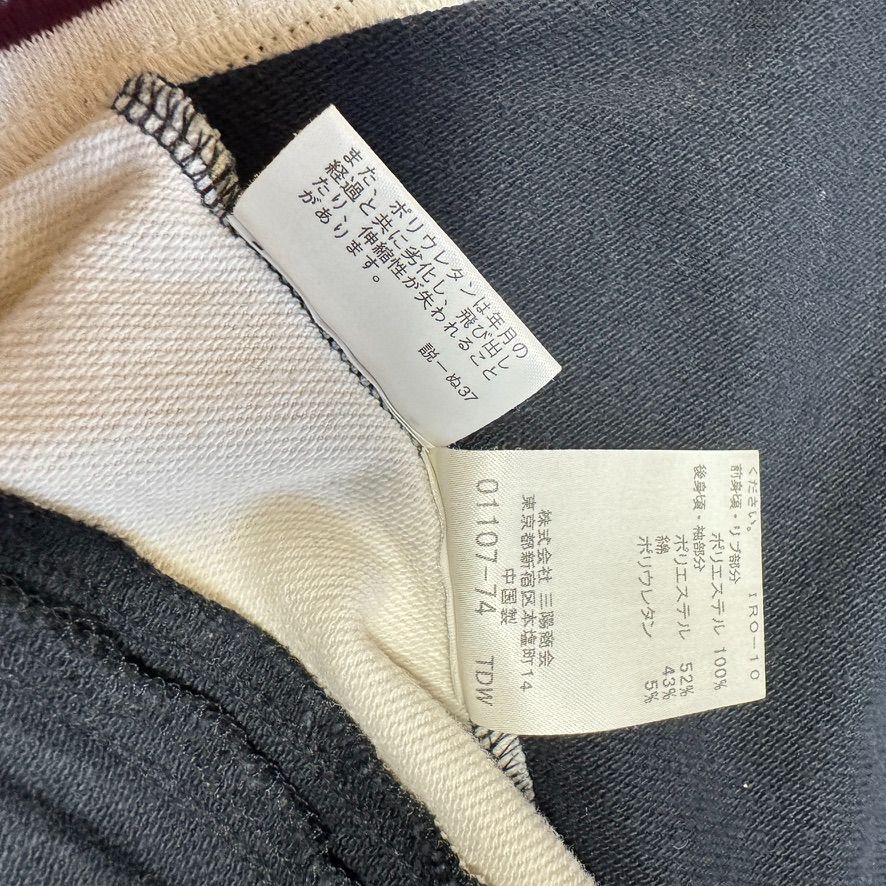 また、ポリウレタンは年月の
経過と共に劣化し、飛び出し
たり、伸縮性が失われること
があります。
説ーぬ37
ください。 IRO-10
前身頃・リブ部分
ポリエステル 100%
後身頃・袖部分
ポリエステル 52%
綿 43%
ポリウレタン 5%
株式会社 三陽商会
東京都新宿区本塩町14
中国製
01107-74 TDW